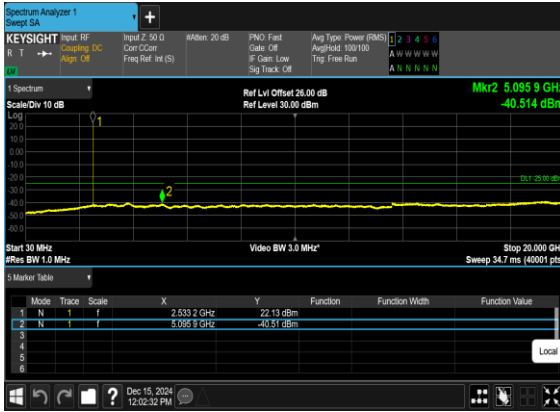 Spectrum Analyzer 1
Swept SA
KEYSIGHT
R T
Input: RF
Coupling: DC
Align: Off
Input Z: 50 Ω
Corr CCorr
Freq Ref: Int (S)
#Atten: 20 dB
PNO: Fast
Gate: Off
IF Gain: Low
Sig Track: Off
Avg Type: Power (RMS)
Avg|Hold: 100/100
Trig: Free Run
1 2 3 4 5 6
A W W W W W
A N N N N N
1 Spectrum
Scale/Div 10 dB
Ref Lvl Offset 26.00 dB
Ref Level 30.00 dBm
Mkr2 5.095 9 GHz
-40.514 dBm
Log
20.0
10.0
0.00
-10.0
-20.0
-30.0
-40.0
-50.0
-60.0
1
2
DL1 -25.00 dBm
Start 30 MHz
#Res BW 1.0 MHz
Video BW 3.0 MHz*
Stop 20.000 GH
Sweep 34.7 ms (40001 pts
5 Marker Table
Mode Trace Scale X Y Function Function Width Function Value
1 N 1 f 2.533 2 GHz 22.13 dBm
2 N 1 f 5.095 9 GHz -40.51 dBm
3
4
5
6
Local
Dec 15, 2024
12:02:32 PM